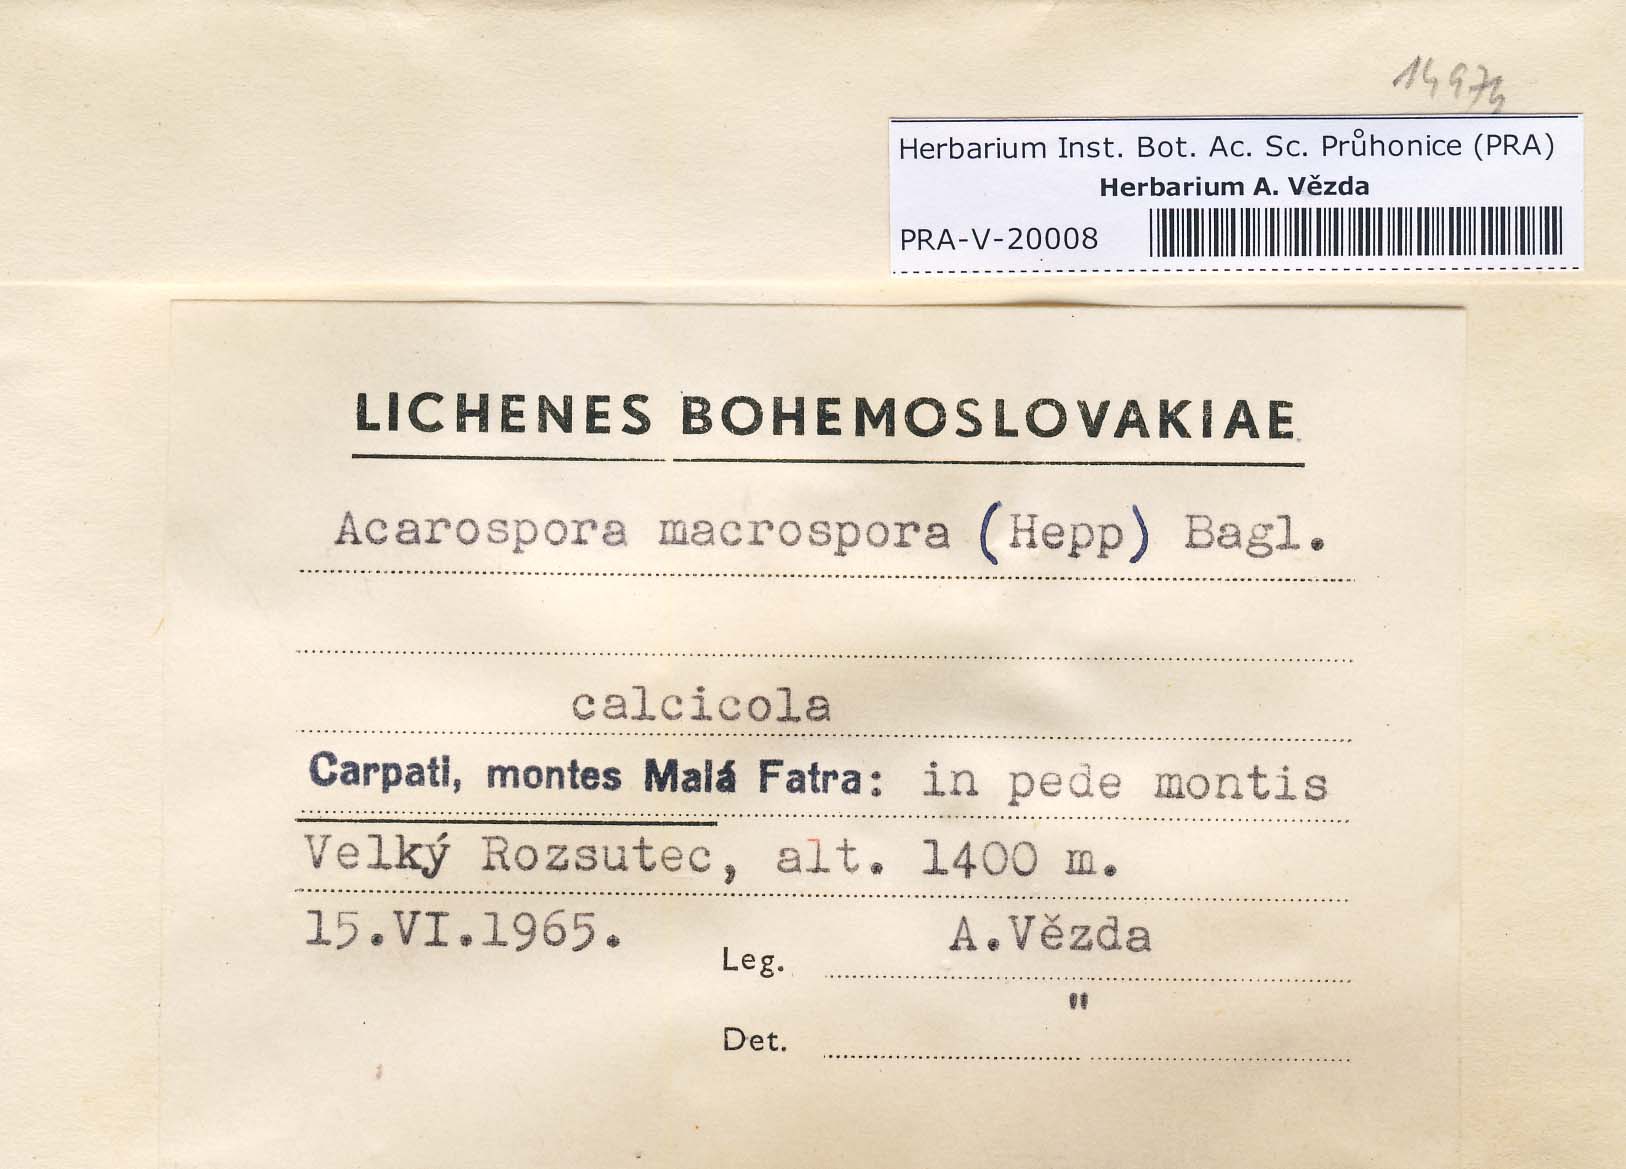 14974
Herbarium Inst. Bot. Ac. Sc. Průhonice (PRA)
Herbarium A. Vězda
PRA-V-20008
LICHENES BOHEMOSLOVAKIAE
Acarospora macrospora (Hepp) Bagl.
calcicola
Carpati, montes Malá Fatra: in pede montis
Velký Rozsutec, alt. 1400 m.
15.VI.1965.
Leg. A.Vězda
Det. "